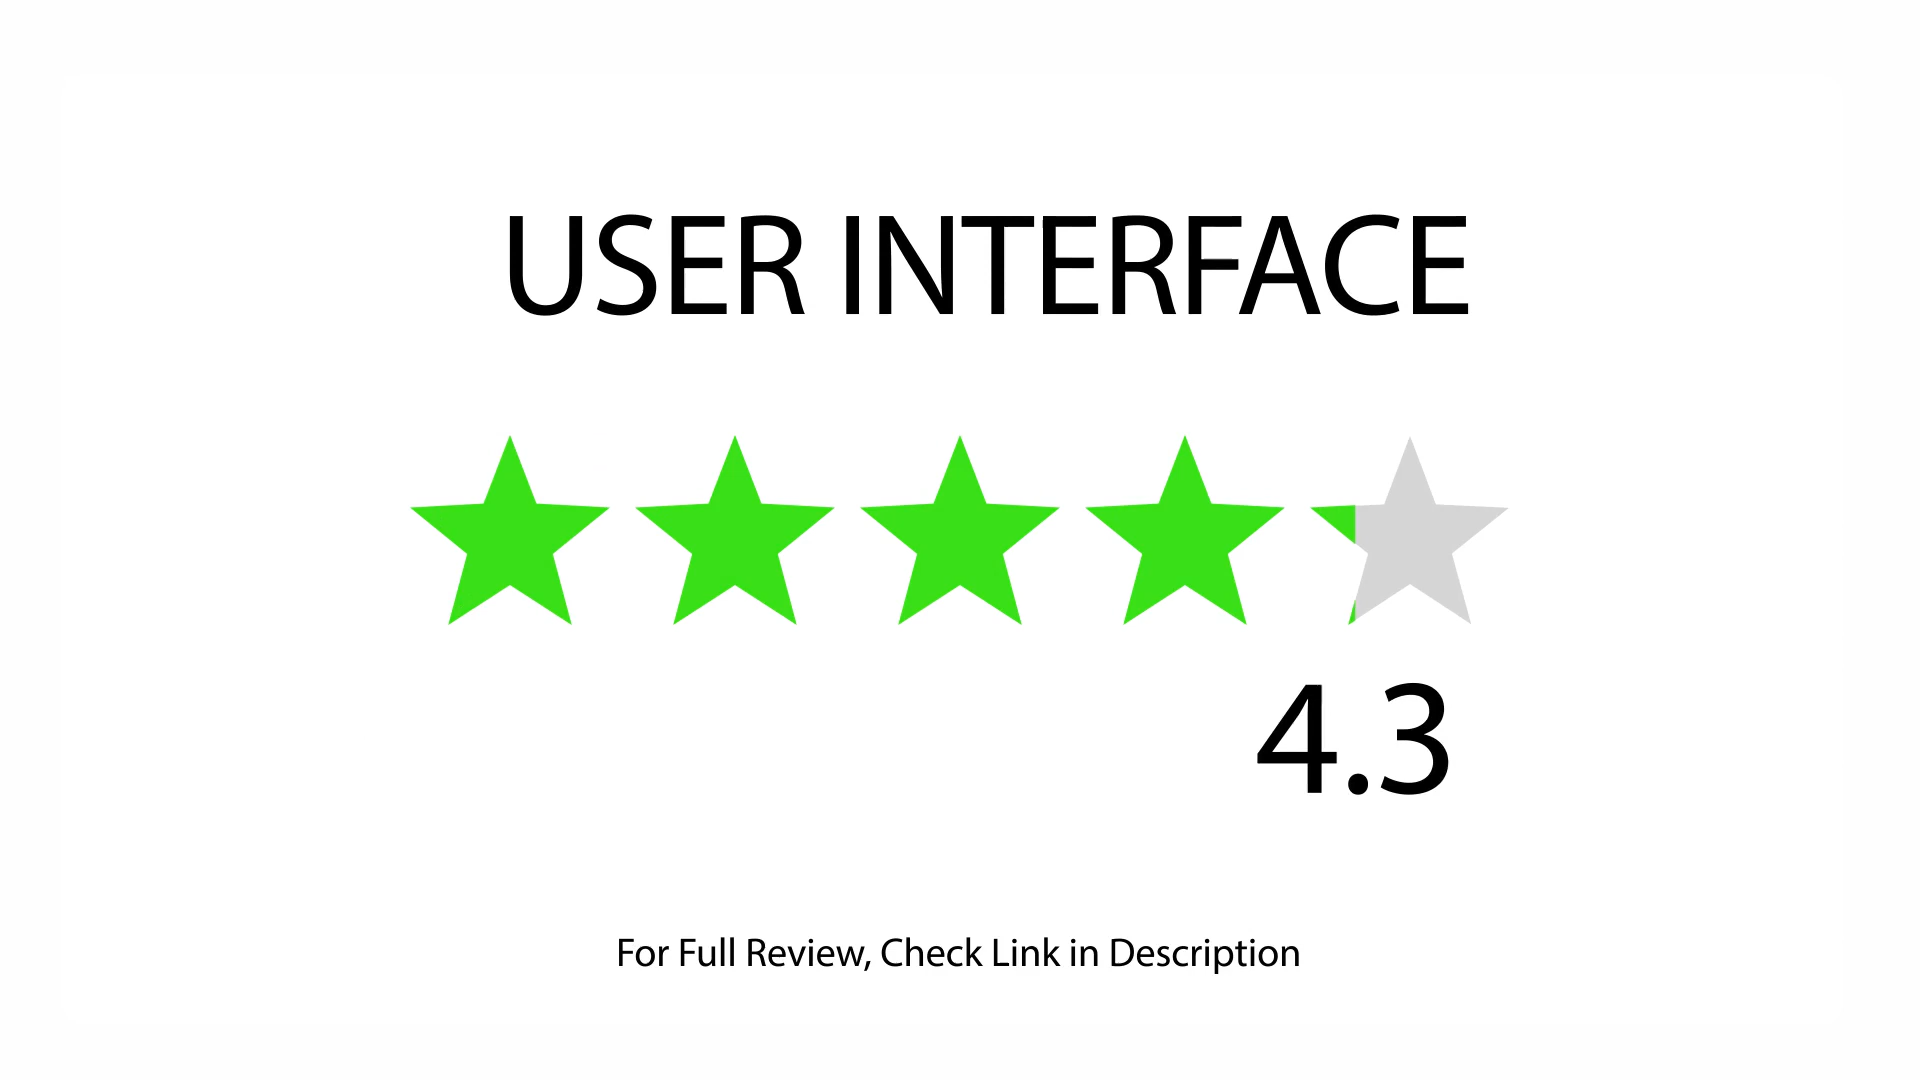 USER INTERFACE
4.3
For Full Review, Check Link in Description